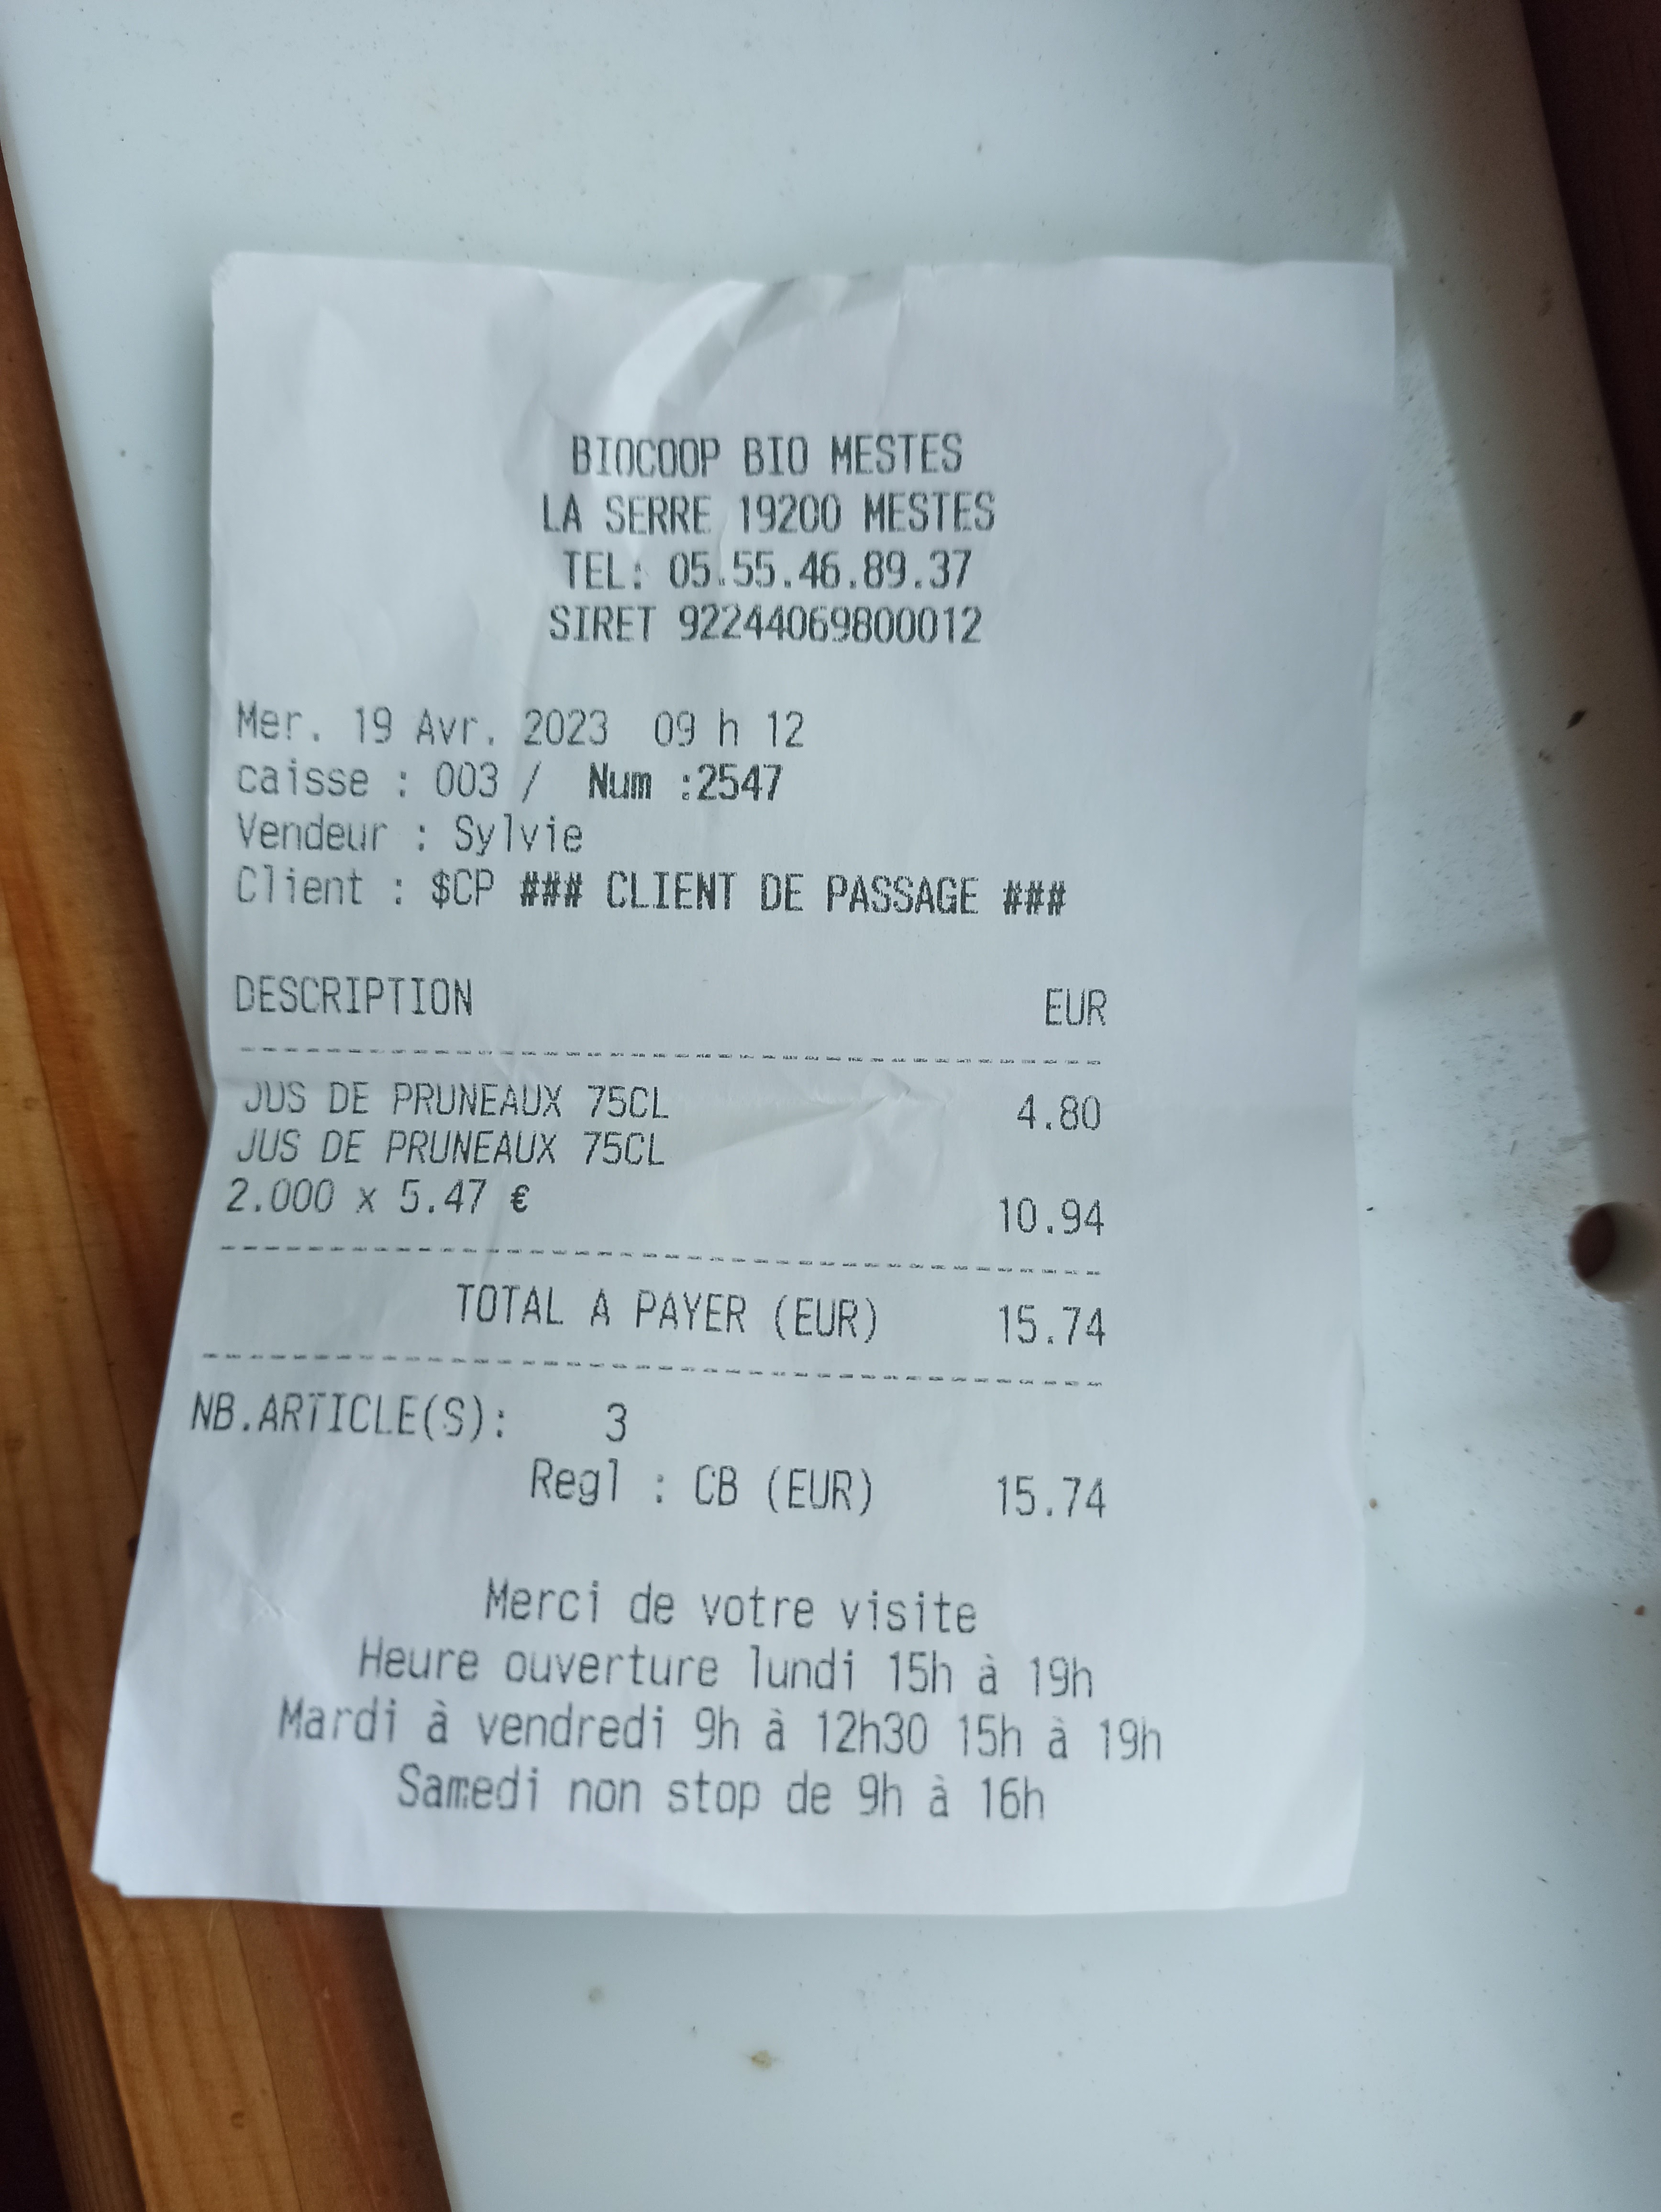 BIOCOOP BIO MESTES
LA SERRE 19200 MESTES
TEL: 05.55.46.89.37
SIRET 92244069800012
Mer. 19 Avr. 2023 09 h 12
caisse : 003 / Num :2547
Vendeur : Sylvie
Client : $CP ### CLIENT DE PASSAGE ###
DESCRIPTION EUR
JUS DE PRUNEAUX 75CL 4.80
JUS DE PRUNEAUX 75CL
2.000 x 5.47 € 10.94
TOTAL A PAYER (EUR) 15.74
NB.ARTICLE(S): 3
Regl : CB (EUR) 15.74
Merci de votre visite
Heure ouverture lundi 15h à 19h
Mardi à vendredi 9h à 12h30 15h à 19h
Samedi non stop de 9h à 16h